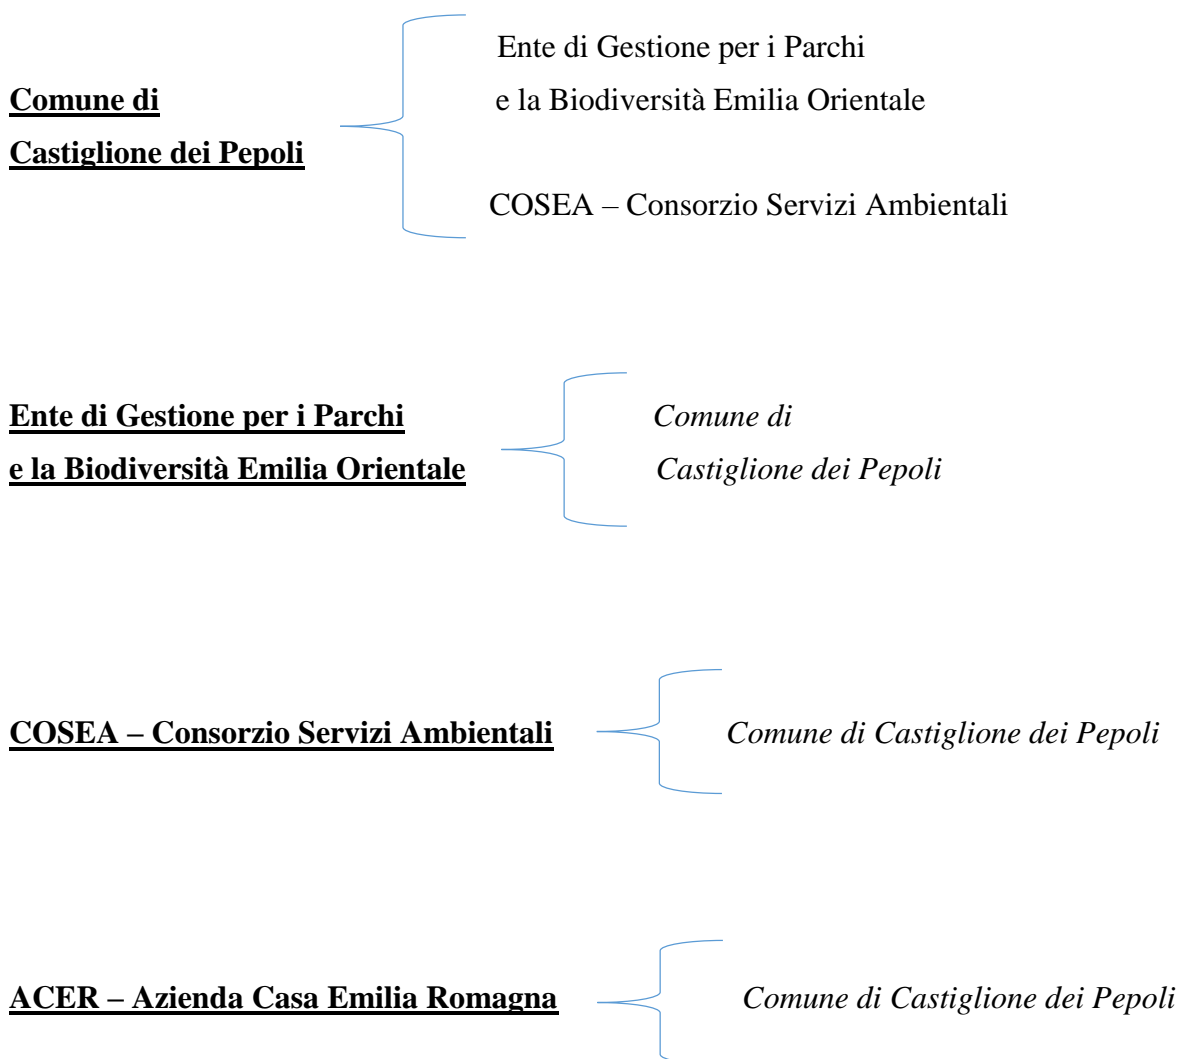 Ente di Gestione per i Parchi
e la Biodiversità Emilia Orientale
Comune di
Castiglione dei Pepoli
COSEA – Consorzio Servizi Ambientali
Ente di Gestione per i Parchi
e la Biodiversità Emilia Orientale
Comune di
Castiglione dei Pepoli
COSEA – Consorzio Servizi Ambientali
Comune di Castiglione dei Pepoli
ACER – Azienda Casa Emilia Romagna
Comune di Castiglione dei Pepoli